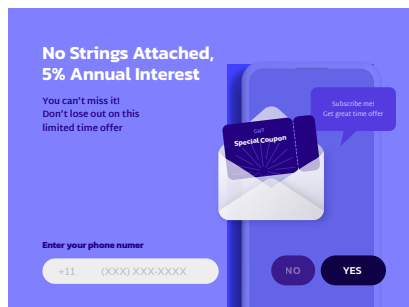 No Strings Attached,
5% Annual Interest
You can't miss it!
Don't lose out on this
limited time offer
Subscribe me!
Get great time offer
GIFT
Special Coupon
Enter your phone numer
+11 (XXX) XXX-XXXX
NO
YES